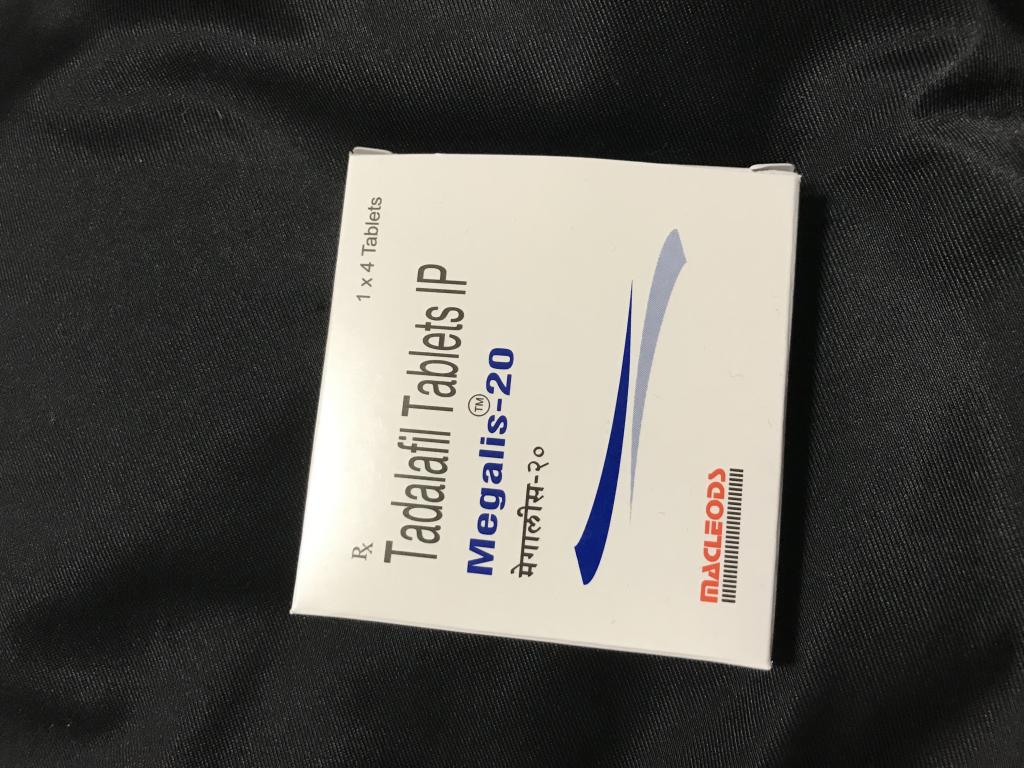 1 x 4 Tablets
Rx
Tadalafil Tablets IP
Megalis™-20
मेगालीस-२०
MACLEODS